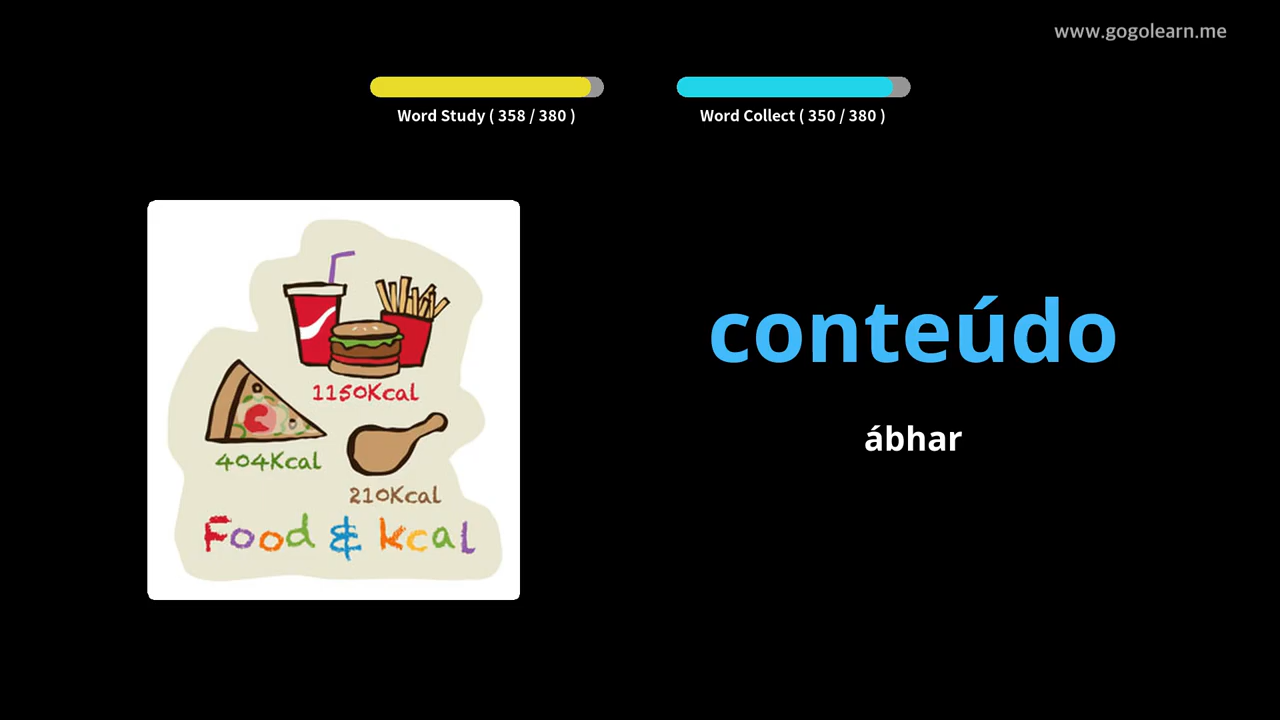 www.gogolearn.me
Word Study ( 358 / 380 )
Word Collect ( 350 / 380 )
1150Kcal
404Kcal
210Kcal
Food & kcal
conteúdo
ábhar